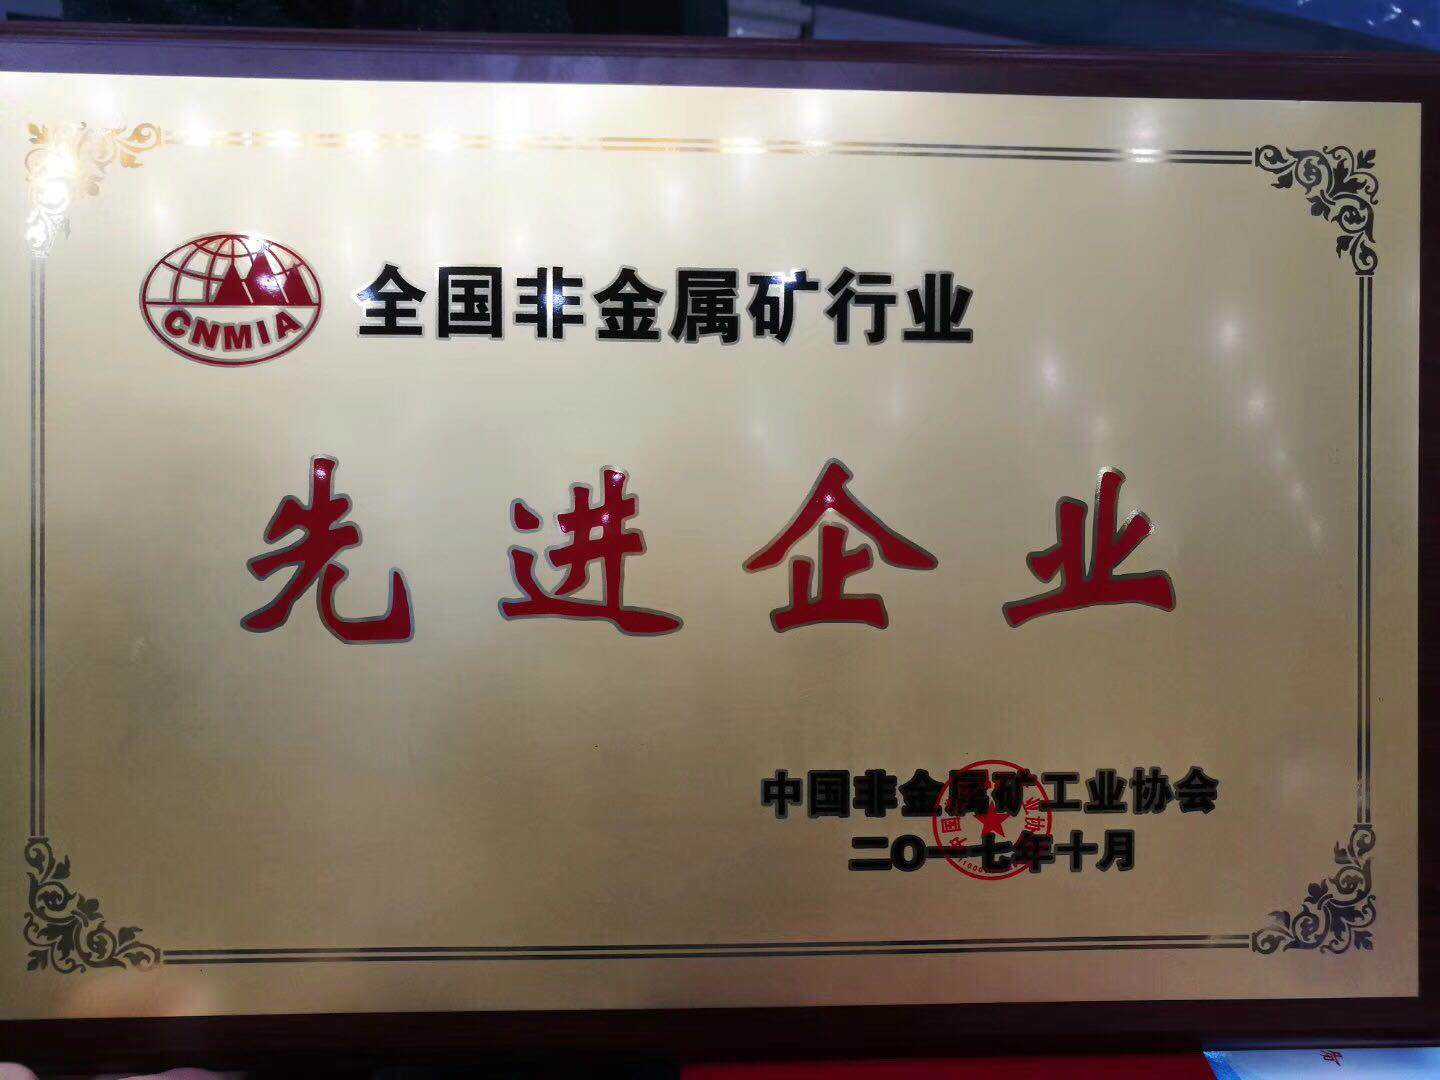 CNMIA
全国非金属矿行业
先进企业
中国非金属矿工业协会
二〇一七年十月